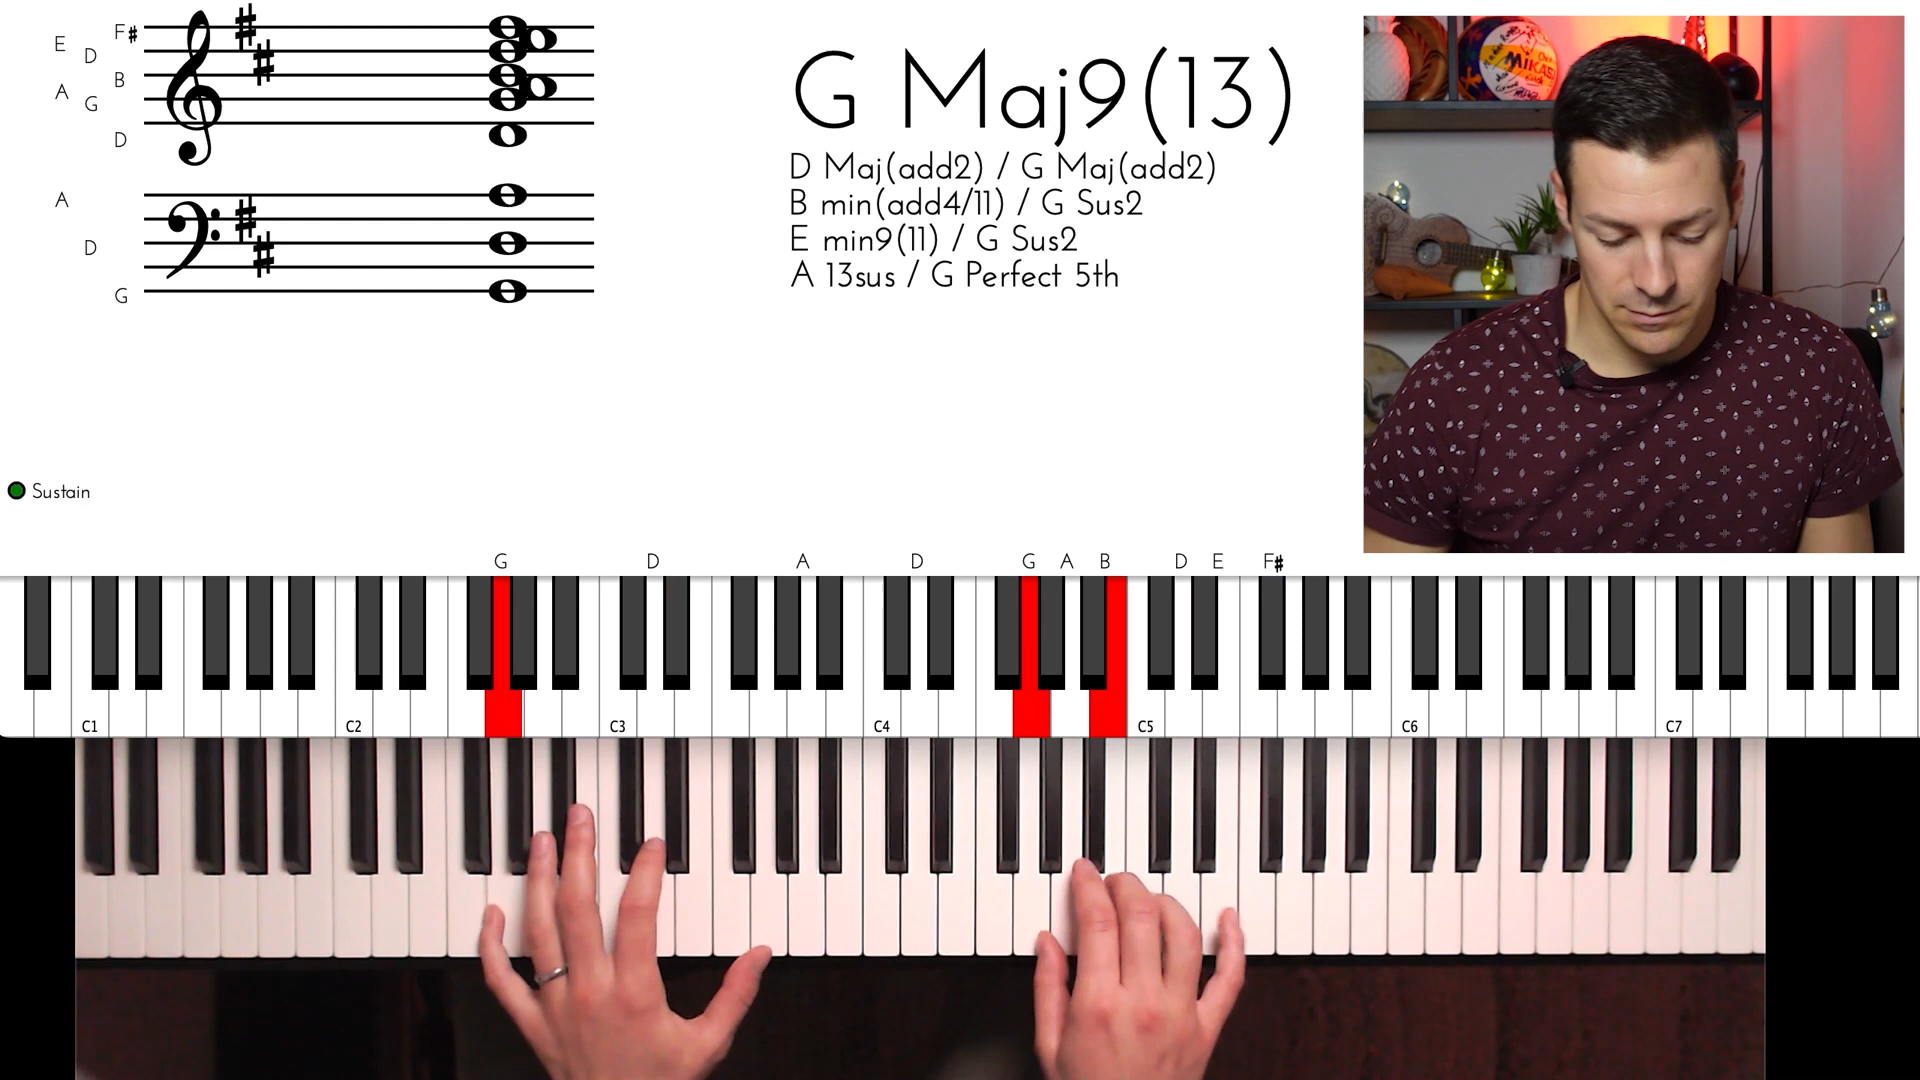 F#
E
D
B
A
G
D
A
D
G
G Maj9(13)
D Maj(add2) / G Maj(add2)
B min(add4/11) / G Sus2
E min9(11) / G Sus2
A 13sus / G Perfect 5th
MIKASA
Sustain
G D A D G A B D E F#
C1 C2 C3 C4 C5 C6 C7